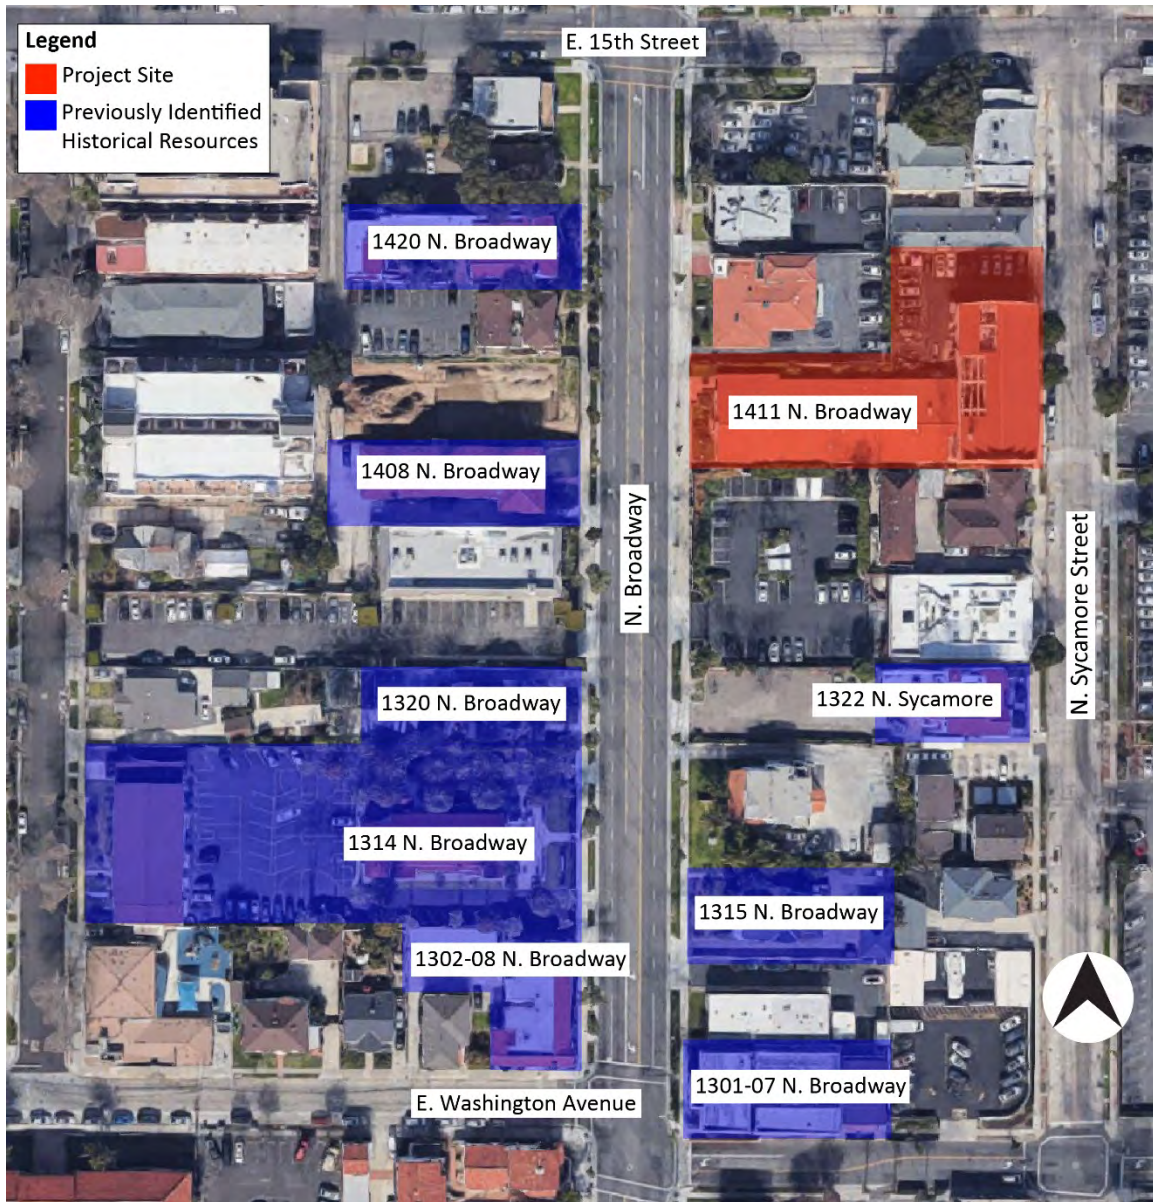 Legend
Project Site
Previously Identified
Historical Resources
E. 15th Street
1420 N. Broadway
1411 N. Broadway
1408 N. Broadway
N. Broadway
N. Sycamore Street
1320 N. Broadway
1322 N. Sycamore
1314 N. Broadway
1315 N. Broadway
1302-08 N. Broadway
1301-07 N. Broadway
E. Washington Avenue